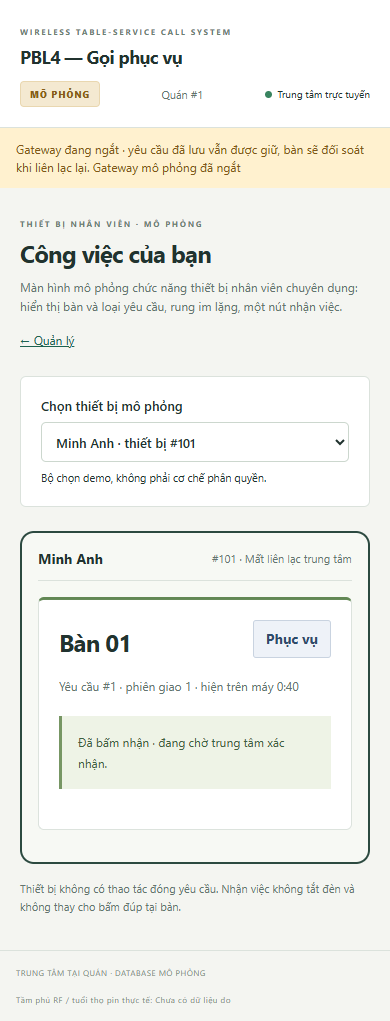 WIRELESS TABLE-SERVICE CALL SYSTEM
PBL4 — Gọi phục vụ
MÔ PHỎNG
Quán #1
Trung tâm trực tuyến
Gateway đang ngắt · yêu cầu đã lưu vẫn được giữ, bàn sẽ đối soát
khi liên lạc lại. Gateway mô phỏng đã ngắt
THIẾT BỊ NHÂN VIÊN · MÔ PHỎNG
Công việc của bạn
Màn hình mô phỏng chức năng thiết bị nhân viên chuyên dụng:
hiển thị bàn và loại yêu cầu, rung im lặng, một nút nhận việc.
← Quản lý
Chọn thiết bị mô phỏng
Minh Anh · thiết bị #101
Bộ chọn demo, không phải cơ chế phân quyền.
Minh Anh
#101 · Mất liên lạc trung tâm
Bàn 01
Phục vụ
Yêu cầu #1 · phiên giao 1 · hiện trên máy 0:40
Đã bấm nhận · đang chờ trung tâm xác
nhận.
Thiết bị không có thao tác đóng yêu cầu. Nhận việc không tắt đèn và
không thay cho bấm đúp tại bàn.
TRUNG TÂM TẠI QUÁN · DATABASE MÔ PHỎNG
Tầm phủ RF / tuổi thọ pin thực tế: Chưa có dữ liệu đo